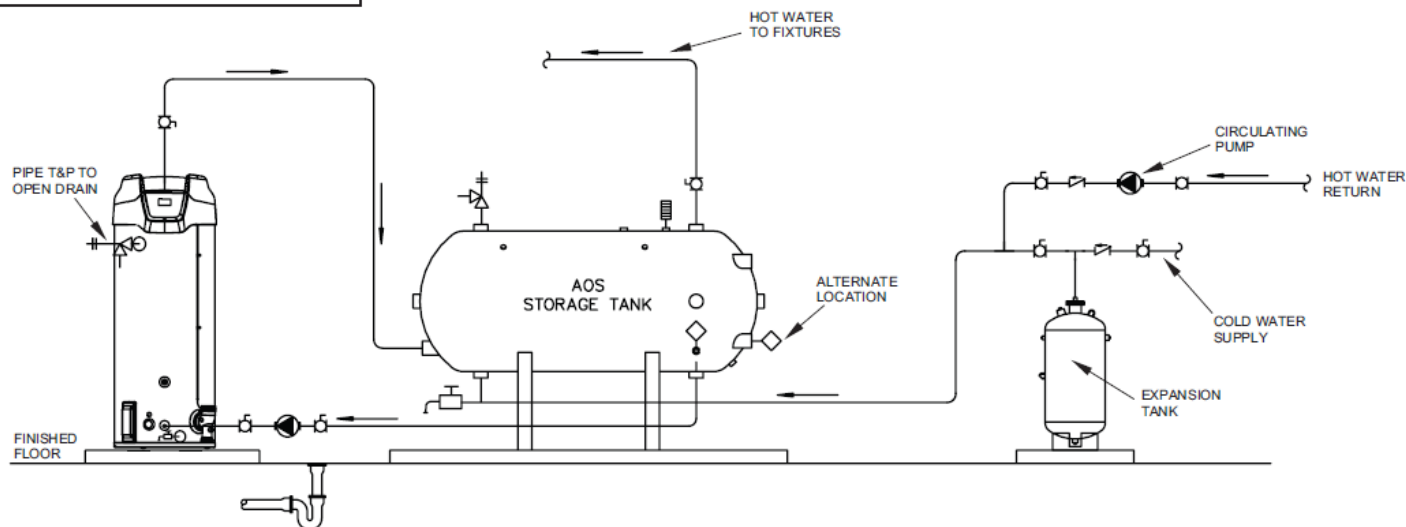 HOT WATER
TO FIXTURES
CIRCULATING
PUMP
PIPE T&P TO
OPEN DRAIN
HOT WATER
RETURN
AOS
STORAGE TANK
ALTERNATE
LOCATION
COLD WATER
SUPPLY
EXPANSION
TANK
FINISHED
FLOOR